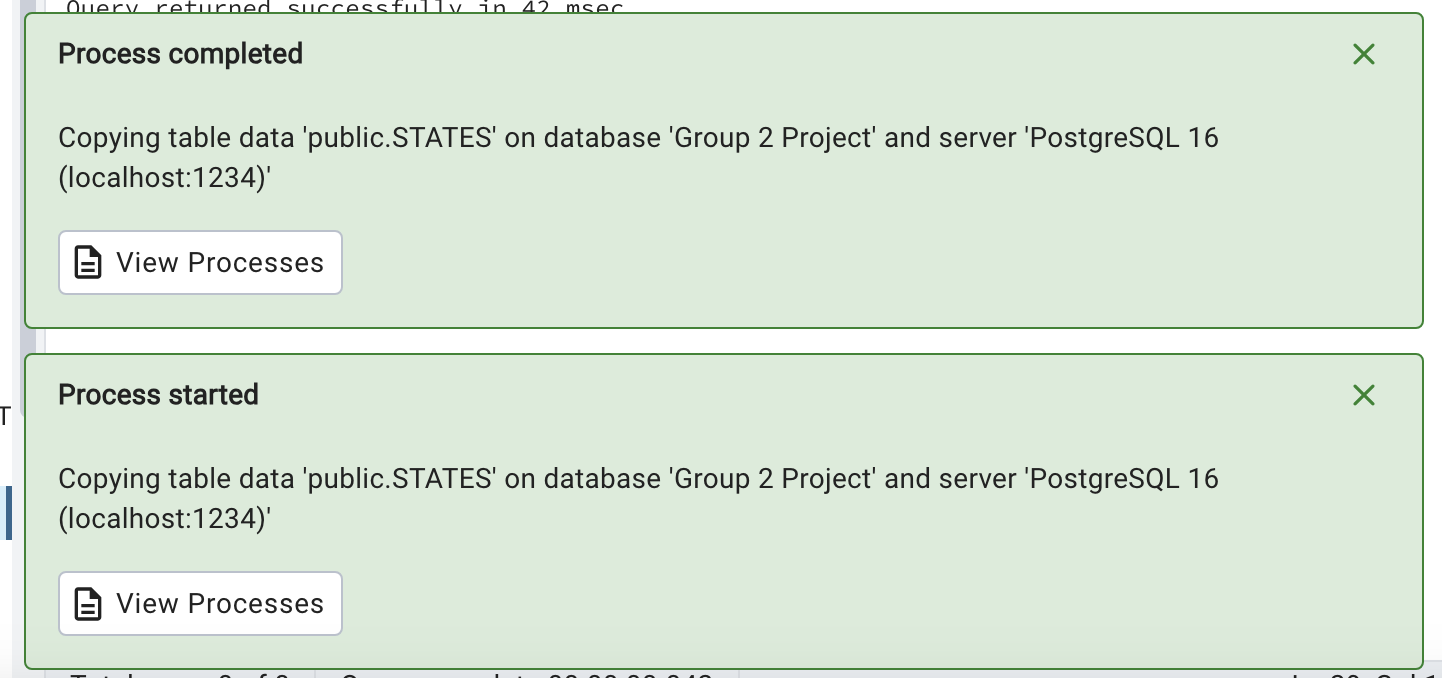 Query returned successfully in 42 msec
Process completed
Copying table data 'public.STATES' on database 'Group 2 Project' and server 'PostgreSQL 16
(localhost:1234)'
View Processes
Process started
T
Copying table data 'public.STATES' on database 'Group 2 Project' and server 'PostgreSQL 16
(localhost:1234)'
View Processes